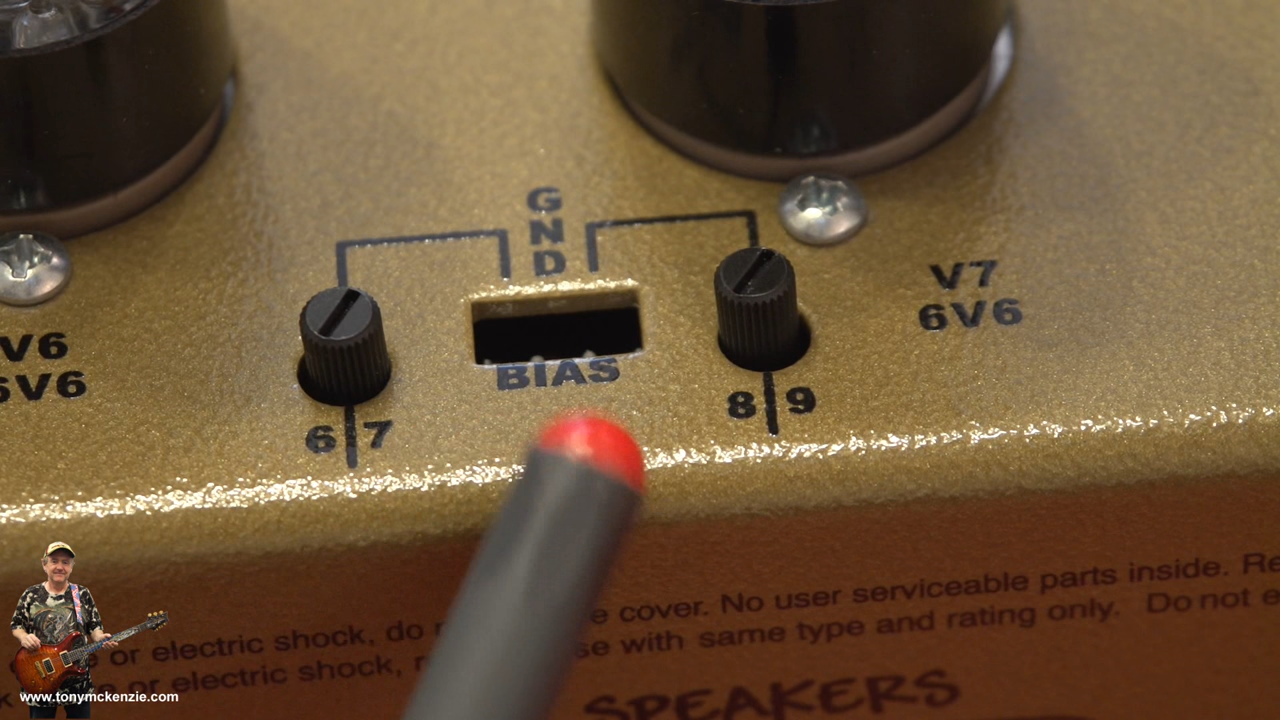 GND
V7
6V6
V6
6V6
BIAS
8 9
6 7
e cover. No user serviceable parts inside. Re
e or electric shock, do
se with same type and rating only. Do not e
k or electric shock,
SPEAKERS
www.tonymckenzie.com